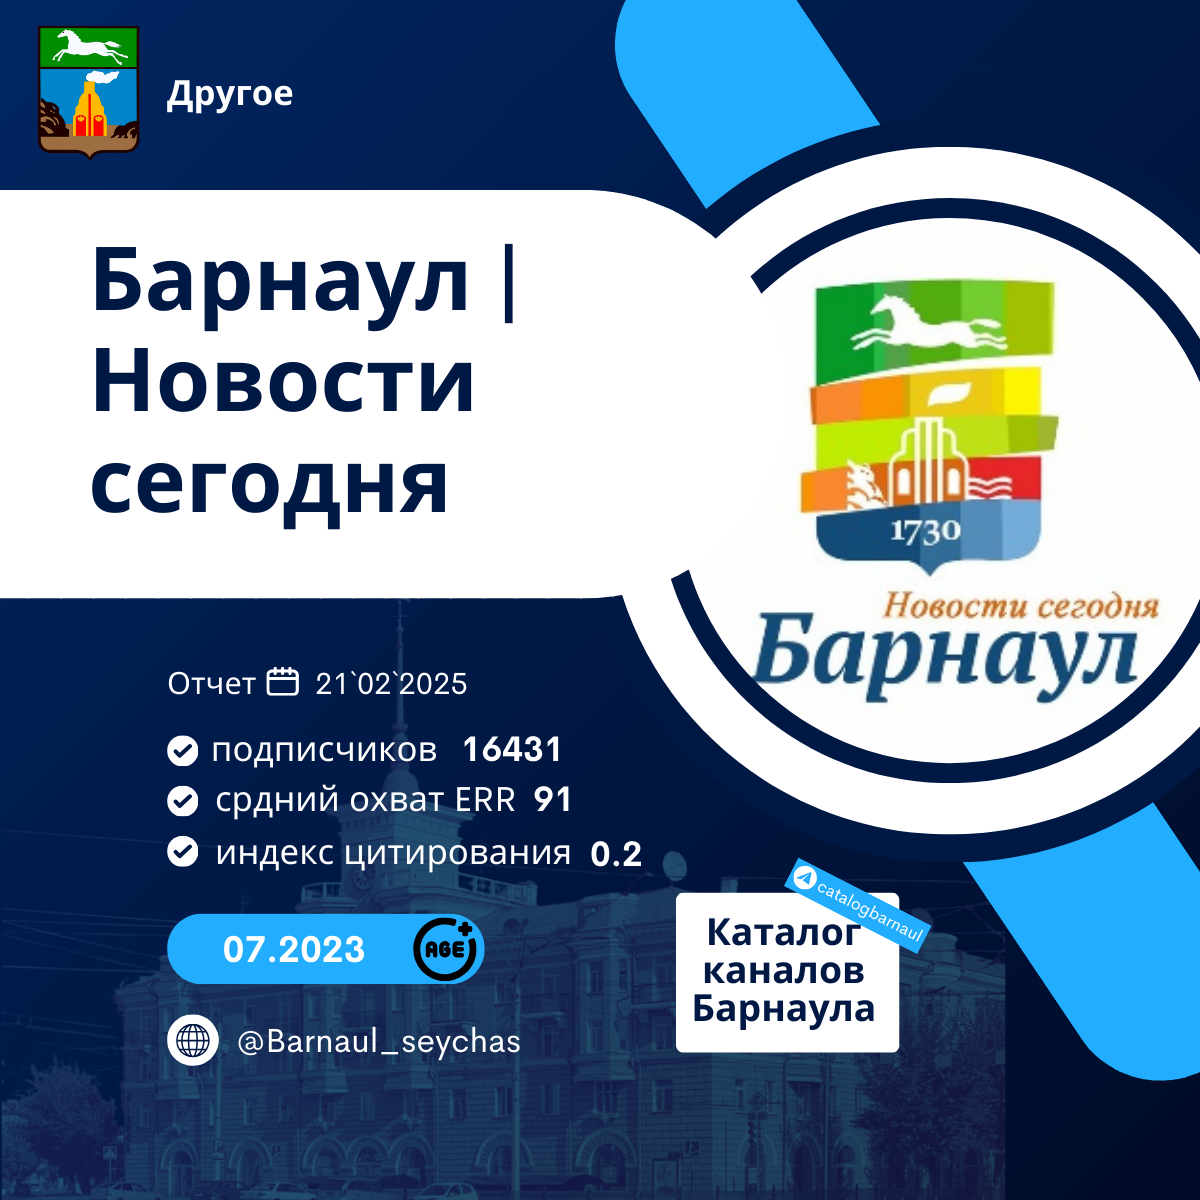 Другое
Барнаул |
Новости
сегодня
1730
Новости сегодня
Барнаул
Отчет 21`02`2025
подписчиков 16431
срдний охват ERR 91
индекс цитирования 0.2
07.2023
AGE+
@Barnaul_seychas
catalogbarnaul
Каталог
каналов
Барнаула